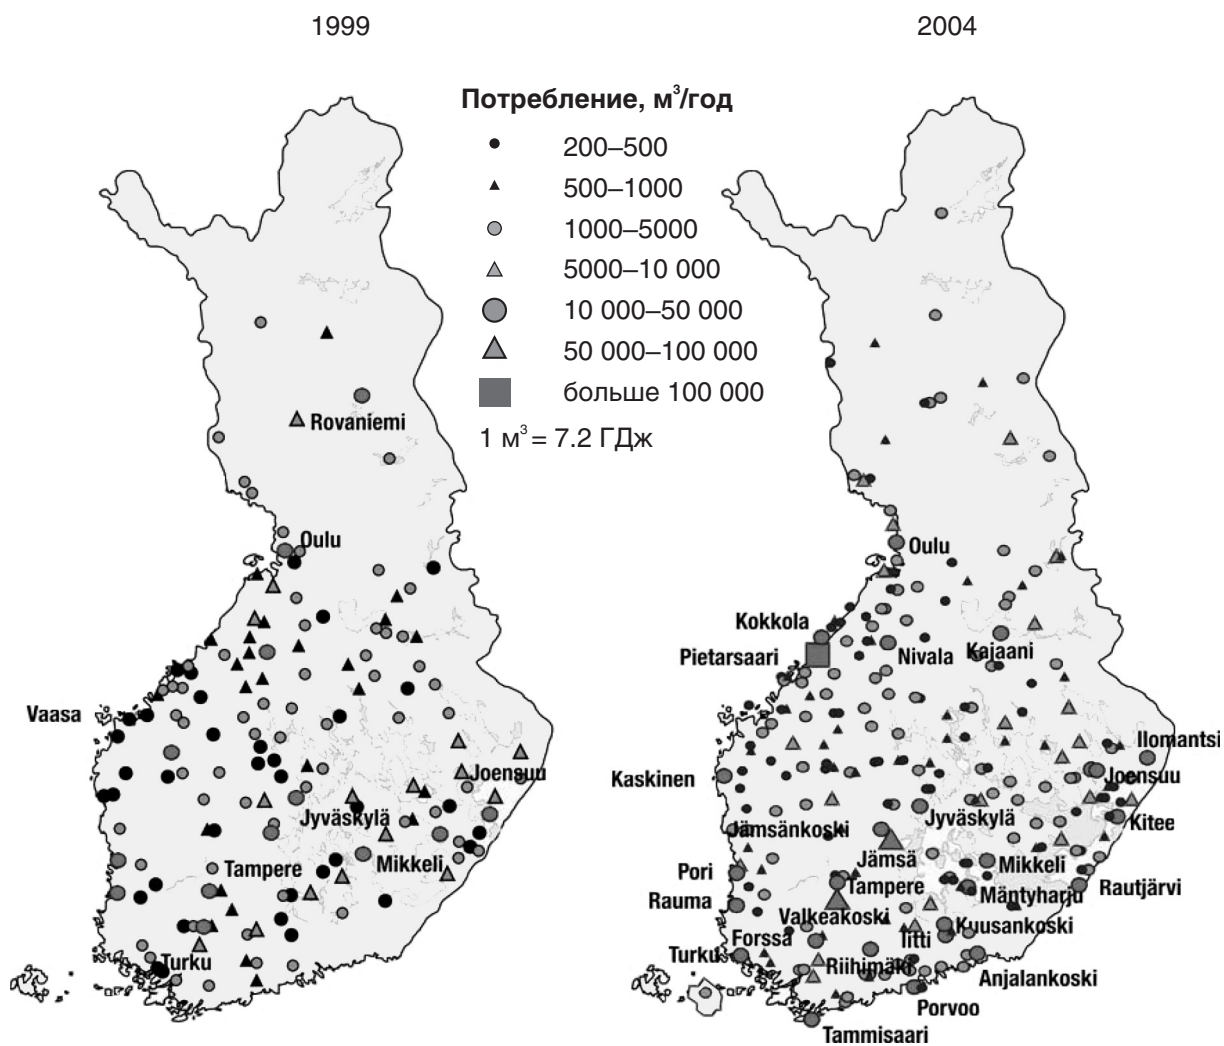 1999
2004
Потребление, м³/год
200–500
500–1000
1000–5000
5000–10 000
10 000–50 000
50 000–100 000
больше 100 000
1 м³ = 7.2 ГДж
Rovaniemi
Oulu
Vaasa
Joensuu
Jyväskylä
Tampere
Mikkeli
Turku
Oulu
Kokkola
Pietarsaari
Nivala
Kajaani
Ilomantsi
Kaskinen
Joensuu
Jämsänkoski
Jyväskylä
Kitee
Jämsä
Pori
Mikkeli
Tampere
Mäntyharju
Rautjärvi
Rauma
Valkeakoski
Kuusankoski
Forssa
Iitti
Turku
Riihimäki
Anjalankoski
Porvoo
Tammisaari